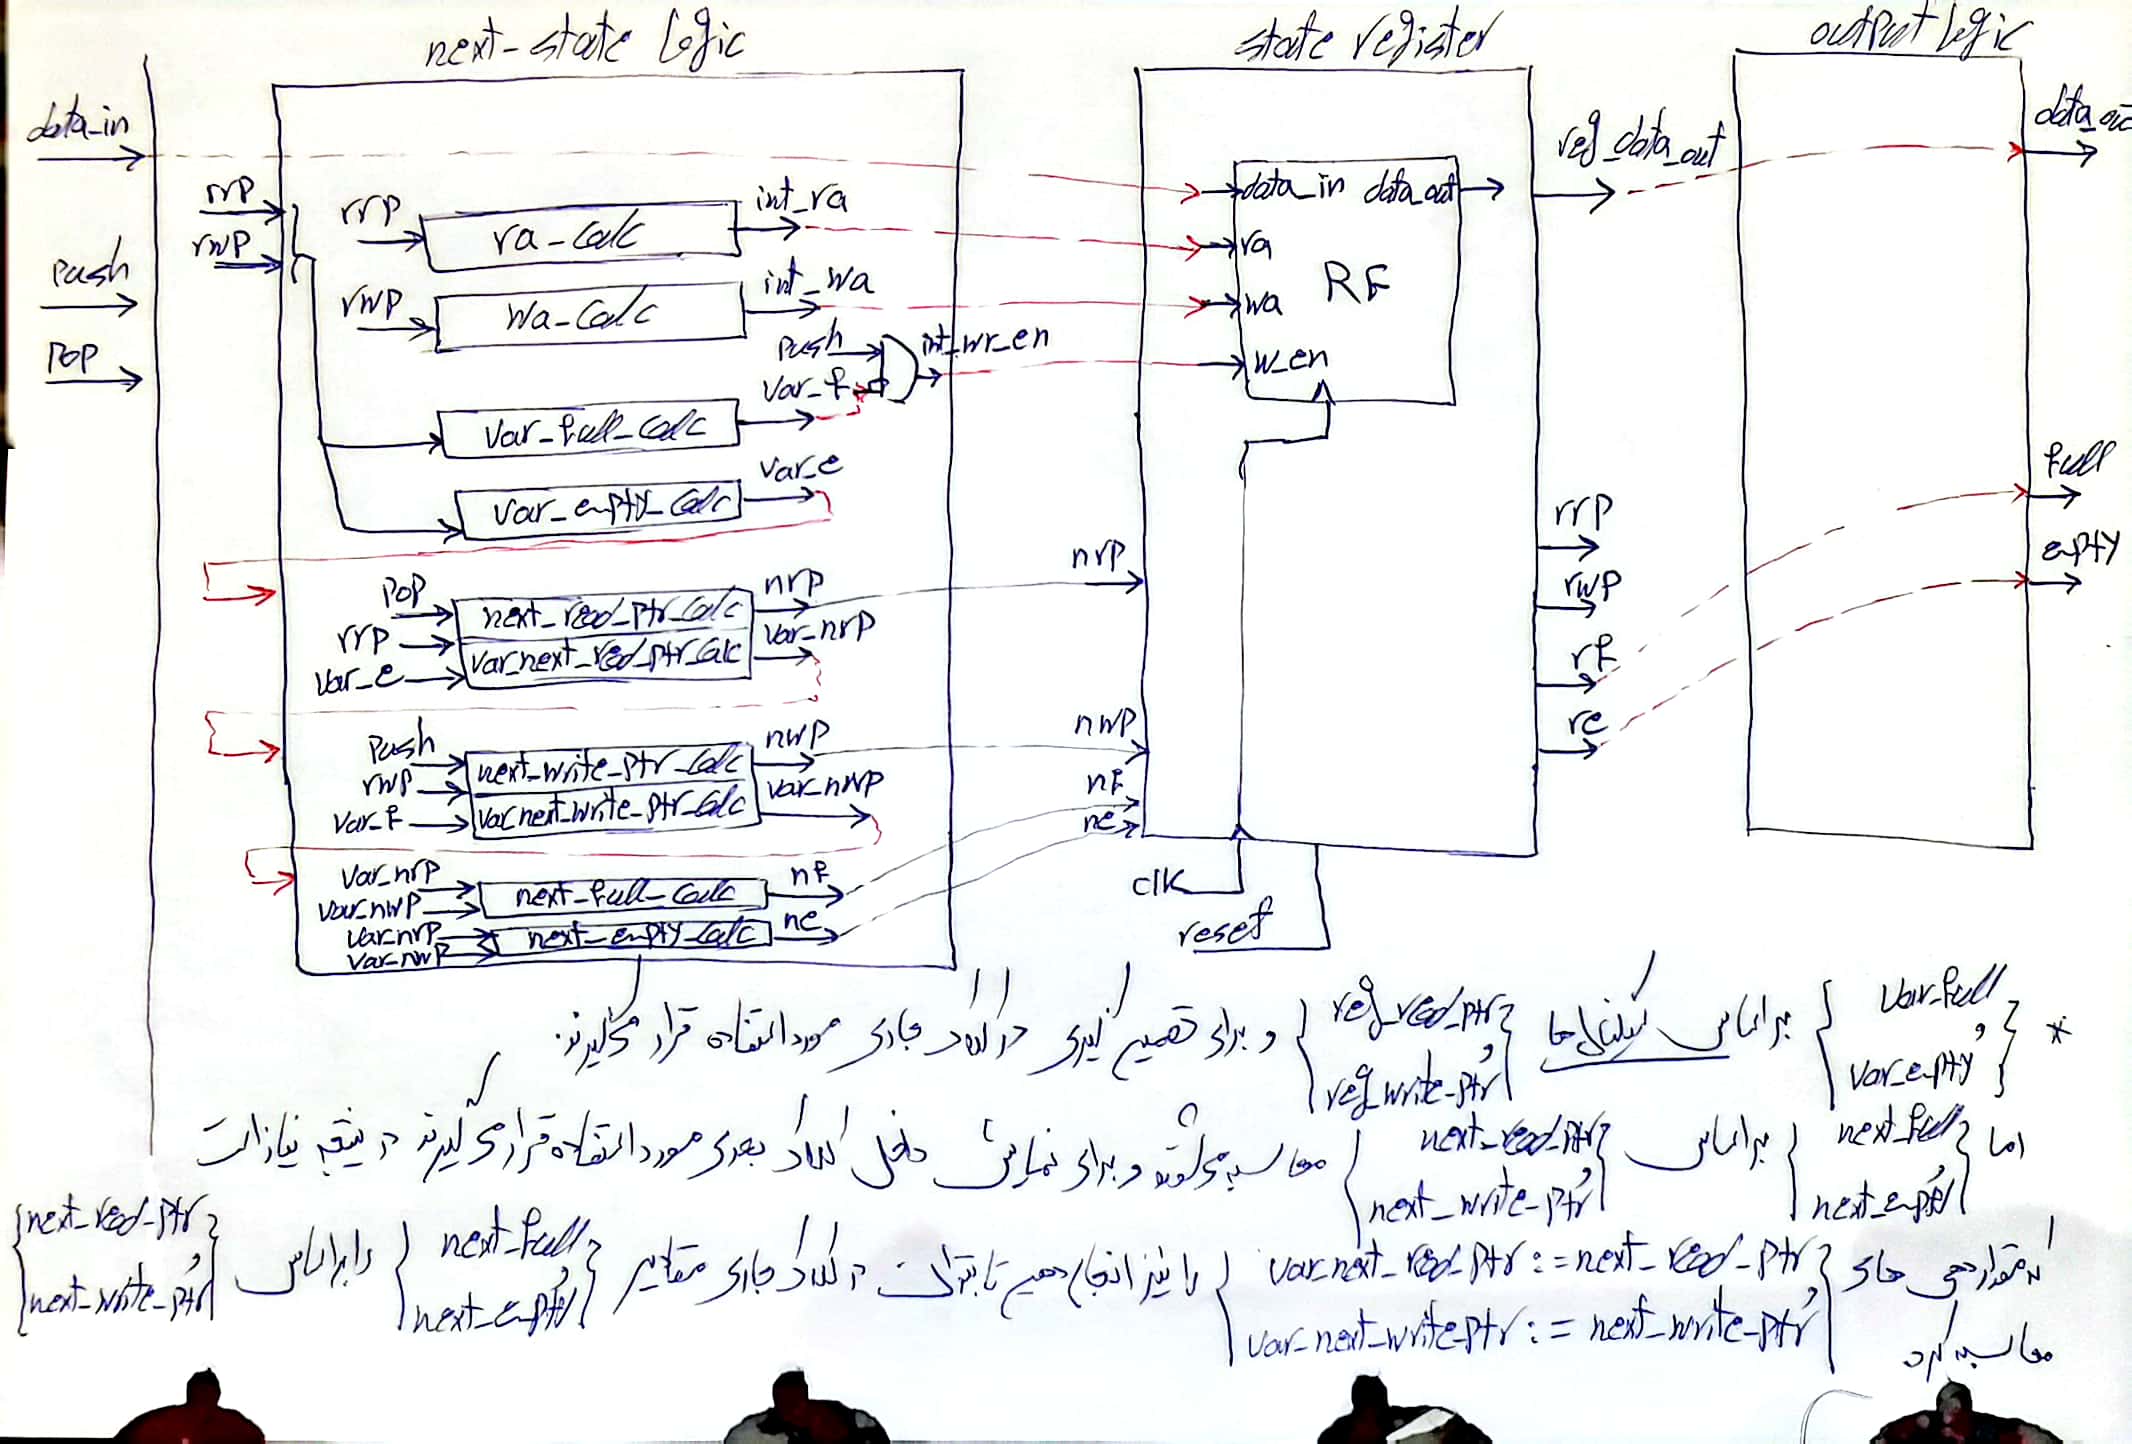 next-state logic
state register
output logic
data_in
push
pop
rrp
rwp
rrp
ra-calc
int_ra
rwp
wa-calc
int_wa
push
var_f
int_wr_en
var_full_calc
var_empty_calc
var_e
pop
rrp
var_e
next_read_ptr_calc
var_next_read_ptr_calc
nrp
var_nrp
push
rwp
var_f
next_write_ptr_calc
var_next_write_ptr_calc
nwp
var_nwp
var_nrp
var_nwp
next_full_calc
nf
var_nrp
var_nwp
next_empty_calc
ne
data_in data_out
ra
RF
wa
w_en
nrp
nwp
nf
ne
clk
reset
reg_data_out
rrp
rwp
rf
re
data_out
full
empty
* {var_full و var_empty} براساس سیگنال‌ها {reg_read_ptr و reg_write_ptr} و برای تصمیم گیری در کلاک جاری مورد استفاده قرار می‌گیرند.
اما {next_full و next_empty} براساس {next_read_ptr و next_write_ptr} محاسبه می‌شوند و برای نمایش داخل کلاک بعدی مورد استفاده قرار می‌گیرند در نتیجه نیاز است
که مقداردهی های {var_next_read_ptr := next_read_ptr و var_next_write_ptr := next_write_ptr} را نیز انجام دهیم تا بتوان در کلاک جاری مقادیر {next_full و next_empty} را براساس {next_read_ptr و next_write_ptr}
محاسبه کرد